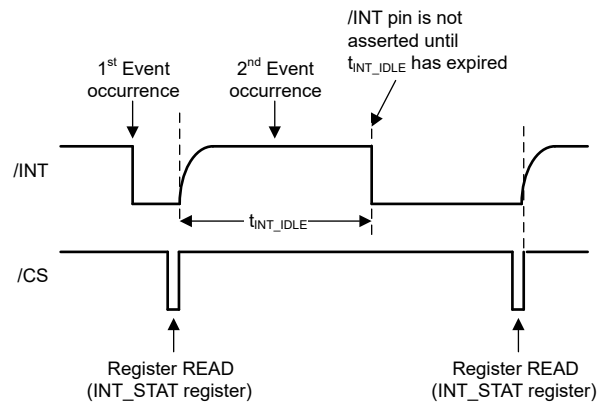 /INT pin is not
asserted until
tINT_IDLE has expired
1st Event
occurrence
2nd Event
occurrence
/INT
tINT_IDLE
/CS
Register READ
(INT_STAT register)
Register READ
(INT_STAT register)